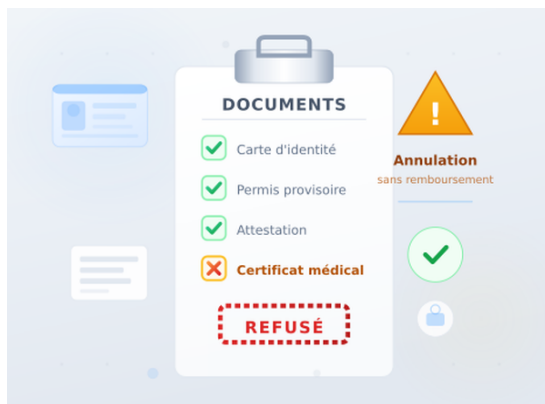 DOCUMENTS
Carte d'identité
Permis provisoire
Attestation
Certificat médical
REFUSÉ
!
Annulation
sans remboursement